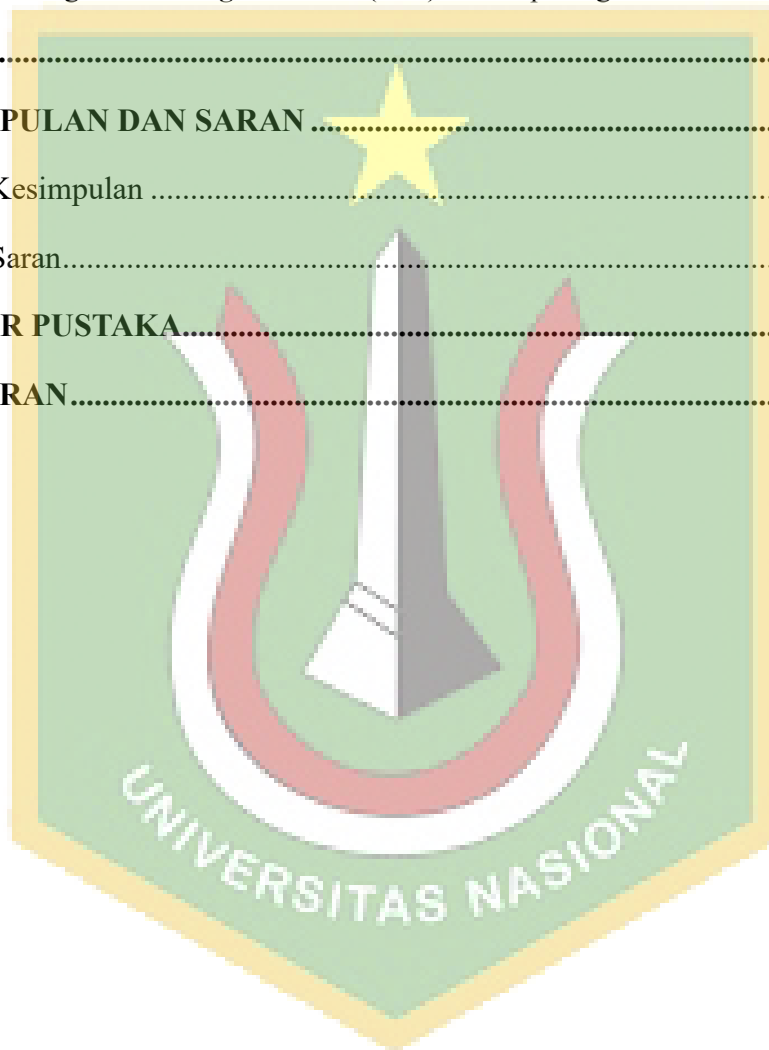 .........................................................................
PULAN DAN SARAN ............................................
Kesimpulan ...............................................................
Saran..........................................................................
R PUSTAKA..............................................................
RAN............................................................................
UNIVERSITAS NASIONAL